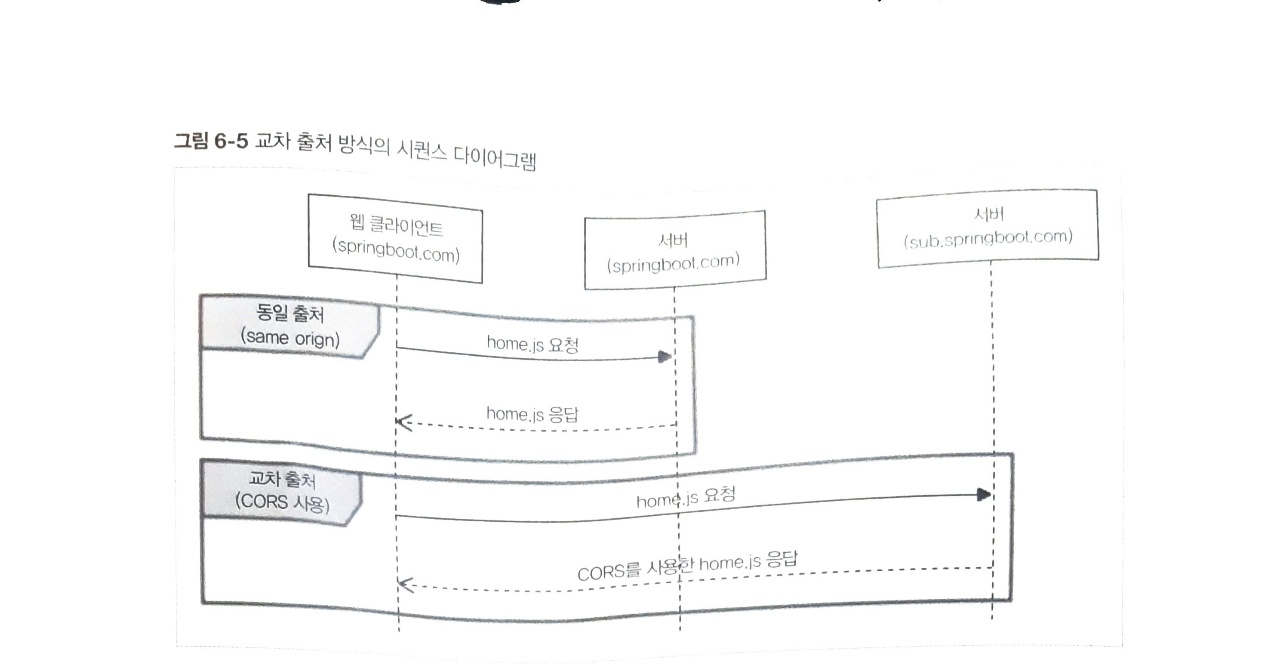 그림 6-5 교차 출처 방식의 시퀀스 다이어그램
웹 클라이언트
(springboot.com)
서버
(springboot.com)
서버
(sub.springboot.com)
동일 출처
(same orign)
home.js 요청
home.js 응답
교차 출처
(CORS 사용)
home.js 요청
CORS를 사용한 home.js 응답